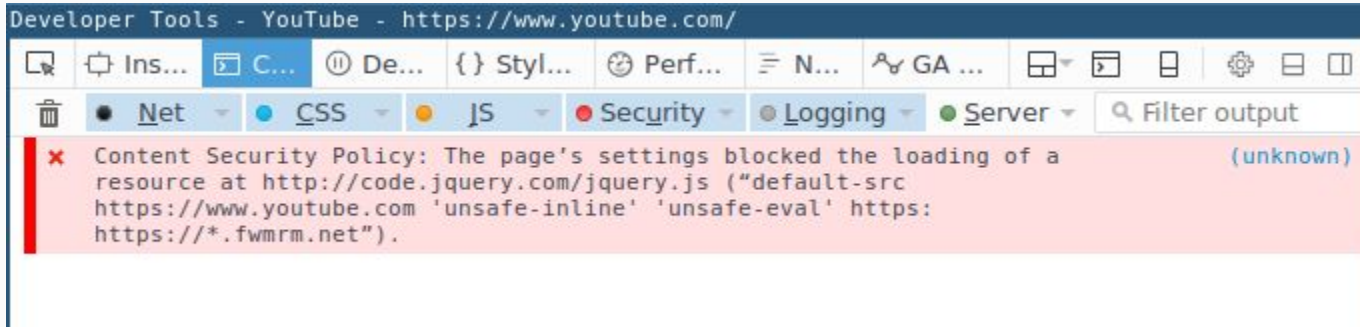 Developer Tools - YouTube - https://www.youtube.com/
Ins... C... De... { } Styl... Perf... N... GA ...
Net CSS JS Security Logging Server Filter output
Content Security Policy: The page’s settings blocked the loading of a (unknown)
resource at http://code.jquery.com/jquery.js (“default-src
https://www.youtube.com 'unsafe-inline' 'unsafe-eval' https:
https://*.fwmrm.net”).